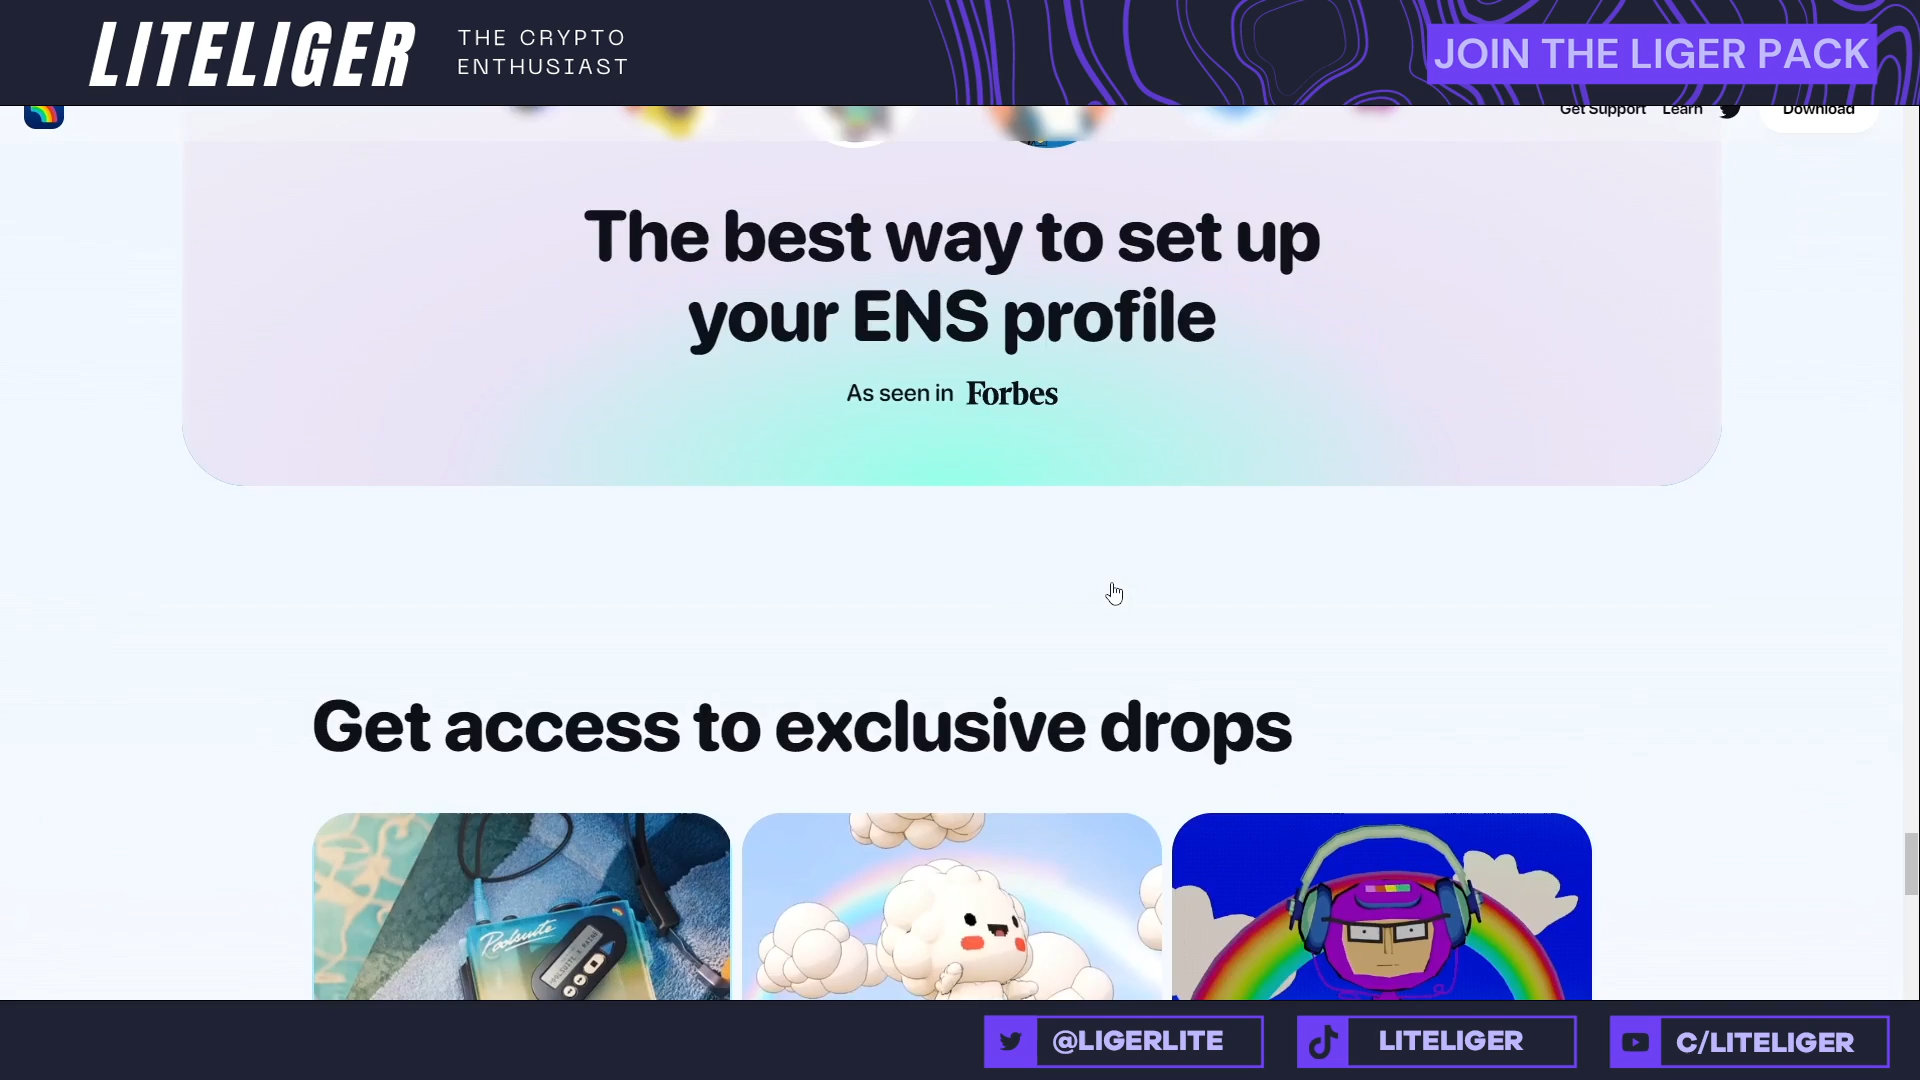 LITELIGER
THE CRYPTO
ENTHUSIAST
JOIN THE LIGER PACK
Get Support Learn Download
The best way to set up
your ENS profile
As seen in Forbes
Get access to exclusive drops
Poolsuite
@LIGERLITE
LITELIGER
C/LITELIGER